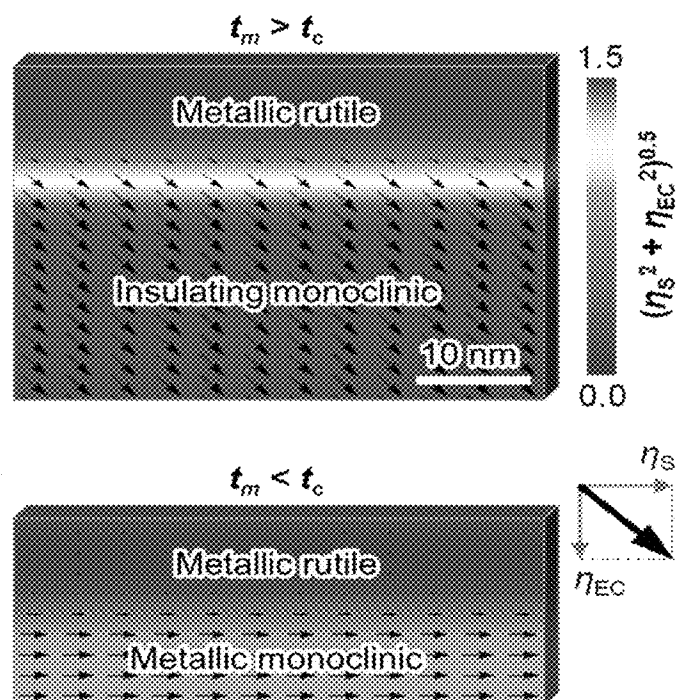 t_m > t_c
1.5
Metallic rutile
Insulating monoclinic
(η_S² + η_EC²)^0.5
10 nm
0.0
t_m < t_c
η_S
Metallic rutile
η_EC
Metallic monoclinic